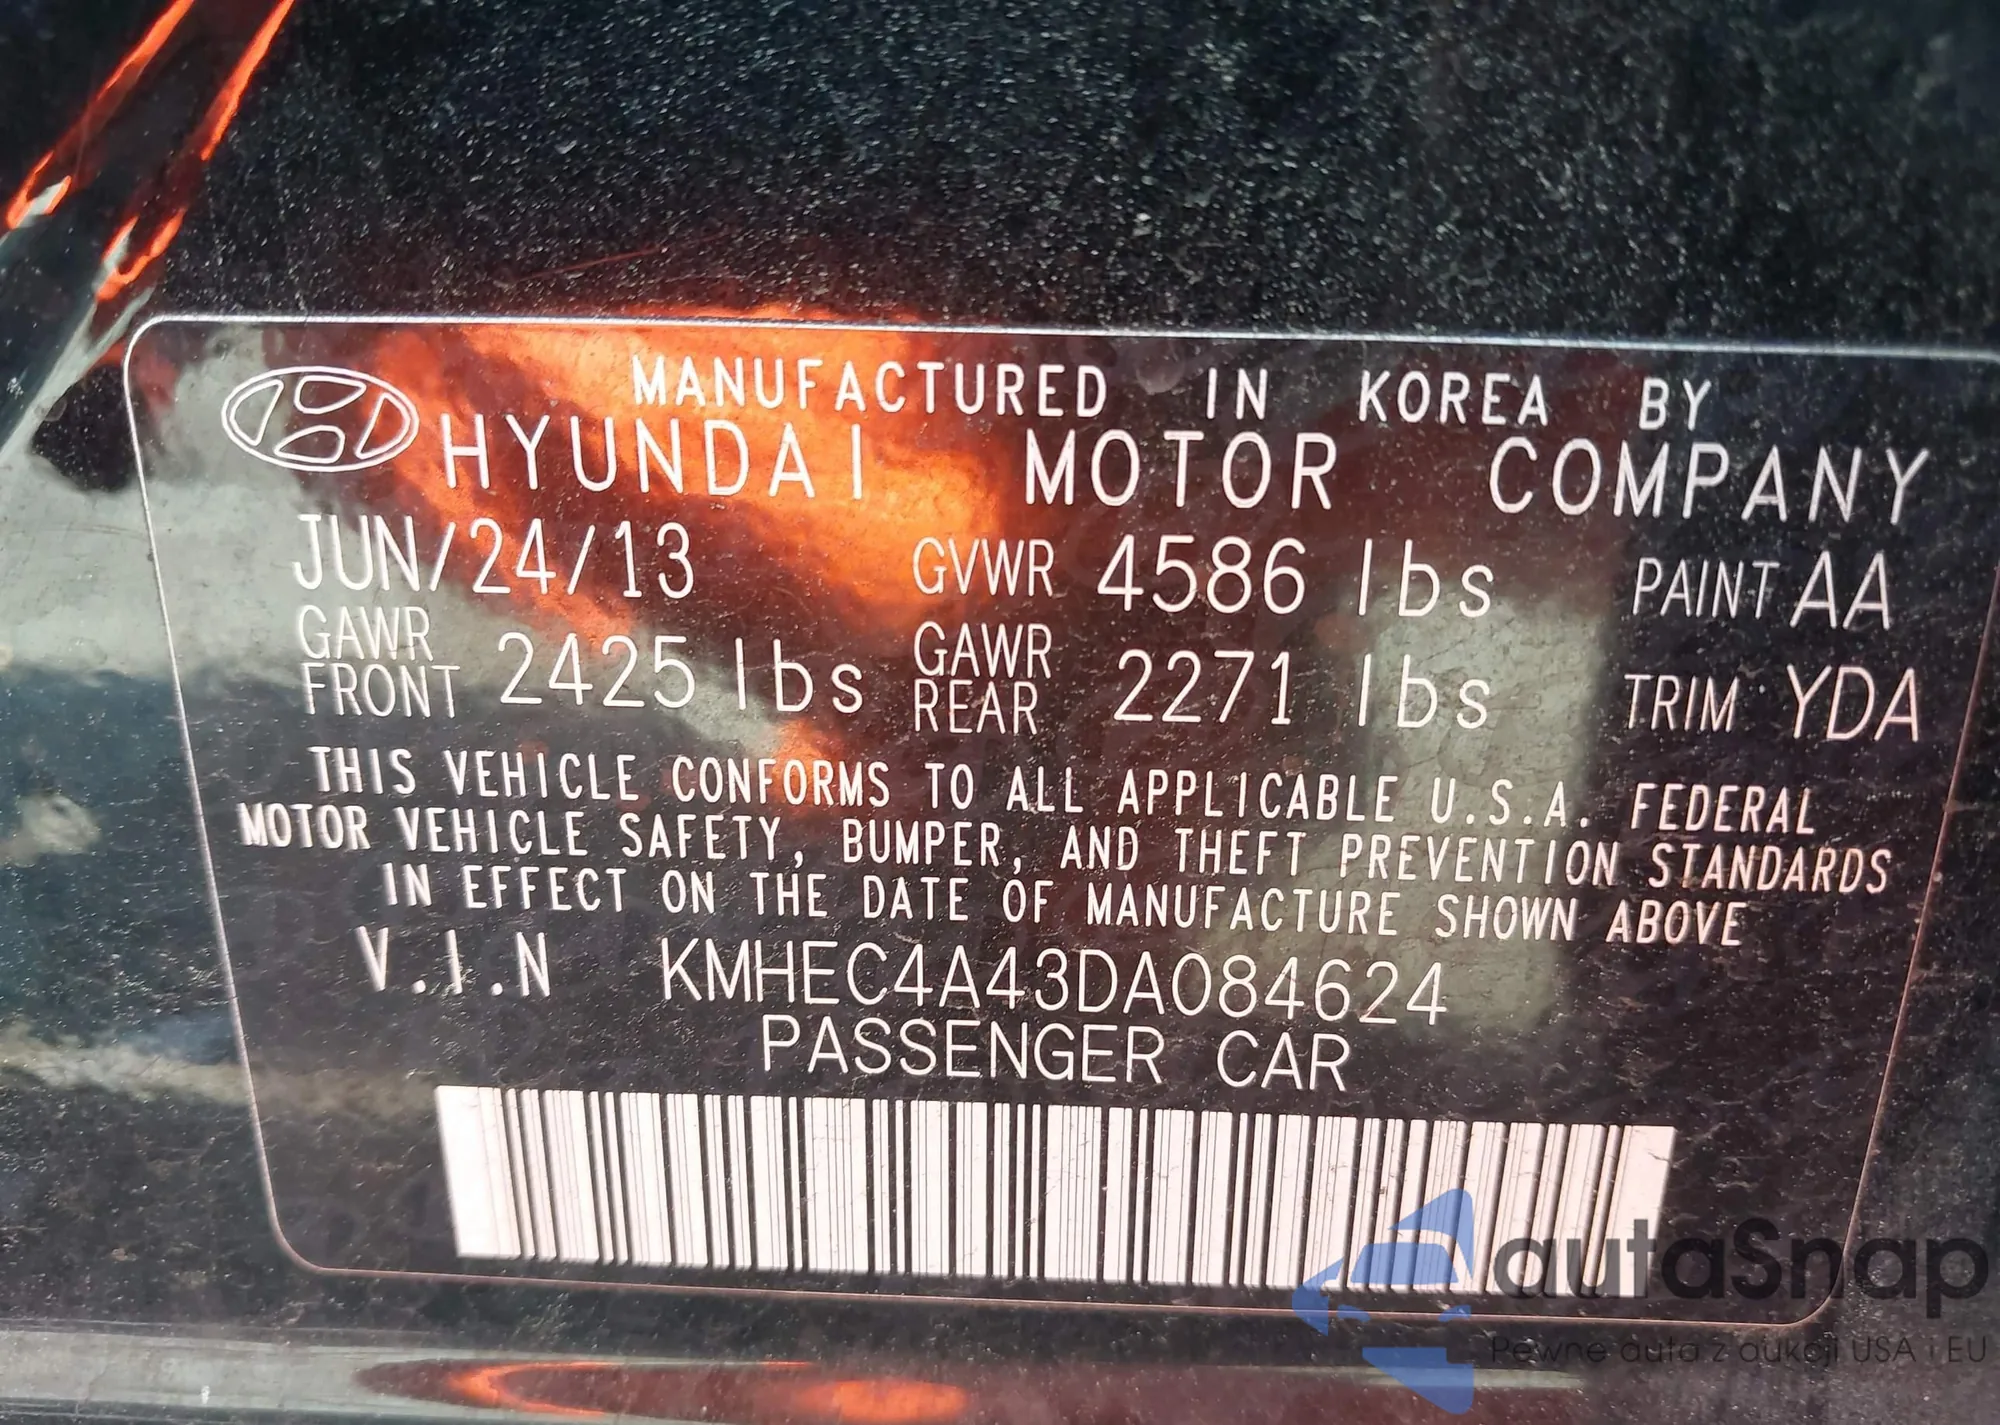 MANUFACTURED IN KOREA BY
HYUNDAI MOTOR COMPANY
JUN/24/13 GVWR 4586 lbs PAINT AA
GAWR FRONT 2425 lbs GAWR REAR 2271 lbs TRIM YDA
THIS VEHICLE CONFORMS TO ALL APPLICABLE U.S.A. FEDERAL
MOTOR VEHICLE SAFETY, BUMPER, AND THEFT PREVENTION STANDARDS
IN EFFECT ON THE DATE OF MANUFACTURE SHOWN ABOVE
V.I.N KMHEC4A43DA084624
PASSENGER CAR
autaSnap
Pewne auta z aukcji USA i EU